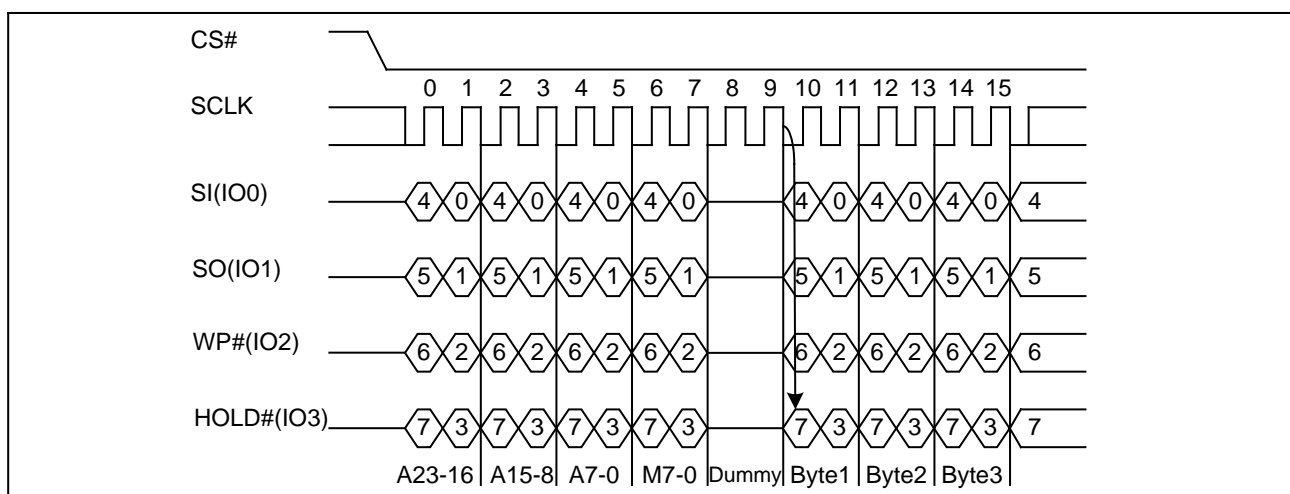 CS#
0 1 2 3 4 5 6 7 8 9 10 11 12 13 14 15
SCLK
SI(IO0) 4 0 4 0 4 0 4 0 4 0 4 0 4 0 4
SO(IO1) 5 1 5 1 5 1 5 1 5 1 5 1 5 1 5
WP#(IO2) 6 2 6 2 6 2 6 2 6 2 6 2 6 2 6
HOLD#(IO3) 7 3 7 3 7 3 7 3 7 3 7 3 7 3 7
A23-16 A15-8 A7-0 M7-0 Dummy Byte1 Byte2 Byte3